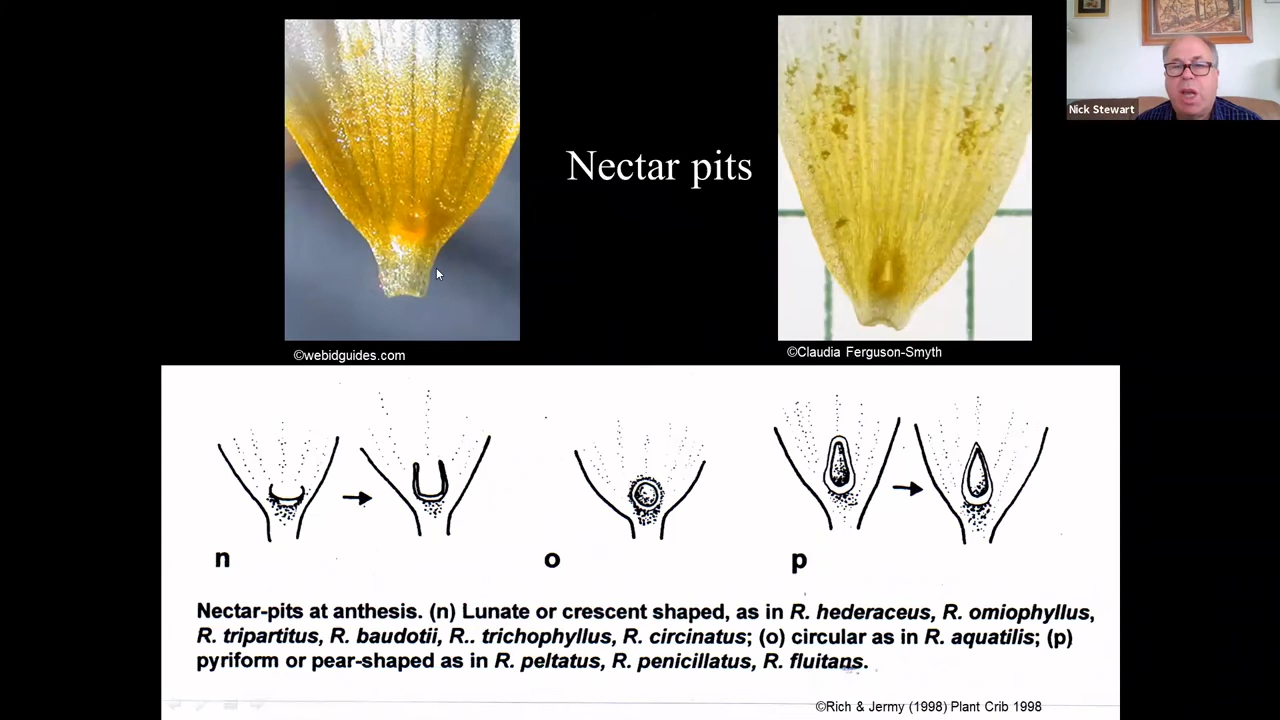 Nick Stewart
Nectar pits
©webidguides.com
©Claudia Ferguson-Smyth
n
o
p
Nectar-pits at anthesis. (n) Lunate or crescent shaped, as in R. hederaceus, R. omiophyllus,
R. tripartitus, R. baudotii, R.. trichophyllus, R. circinatus; (o) circular as in R. aquatilis; (p)
pyriform or pear-shaped as in R. peltatus, R. penicillatus, R. fluitans.
©Rich & Jermy (1998) Plant Crib 1998